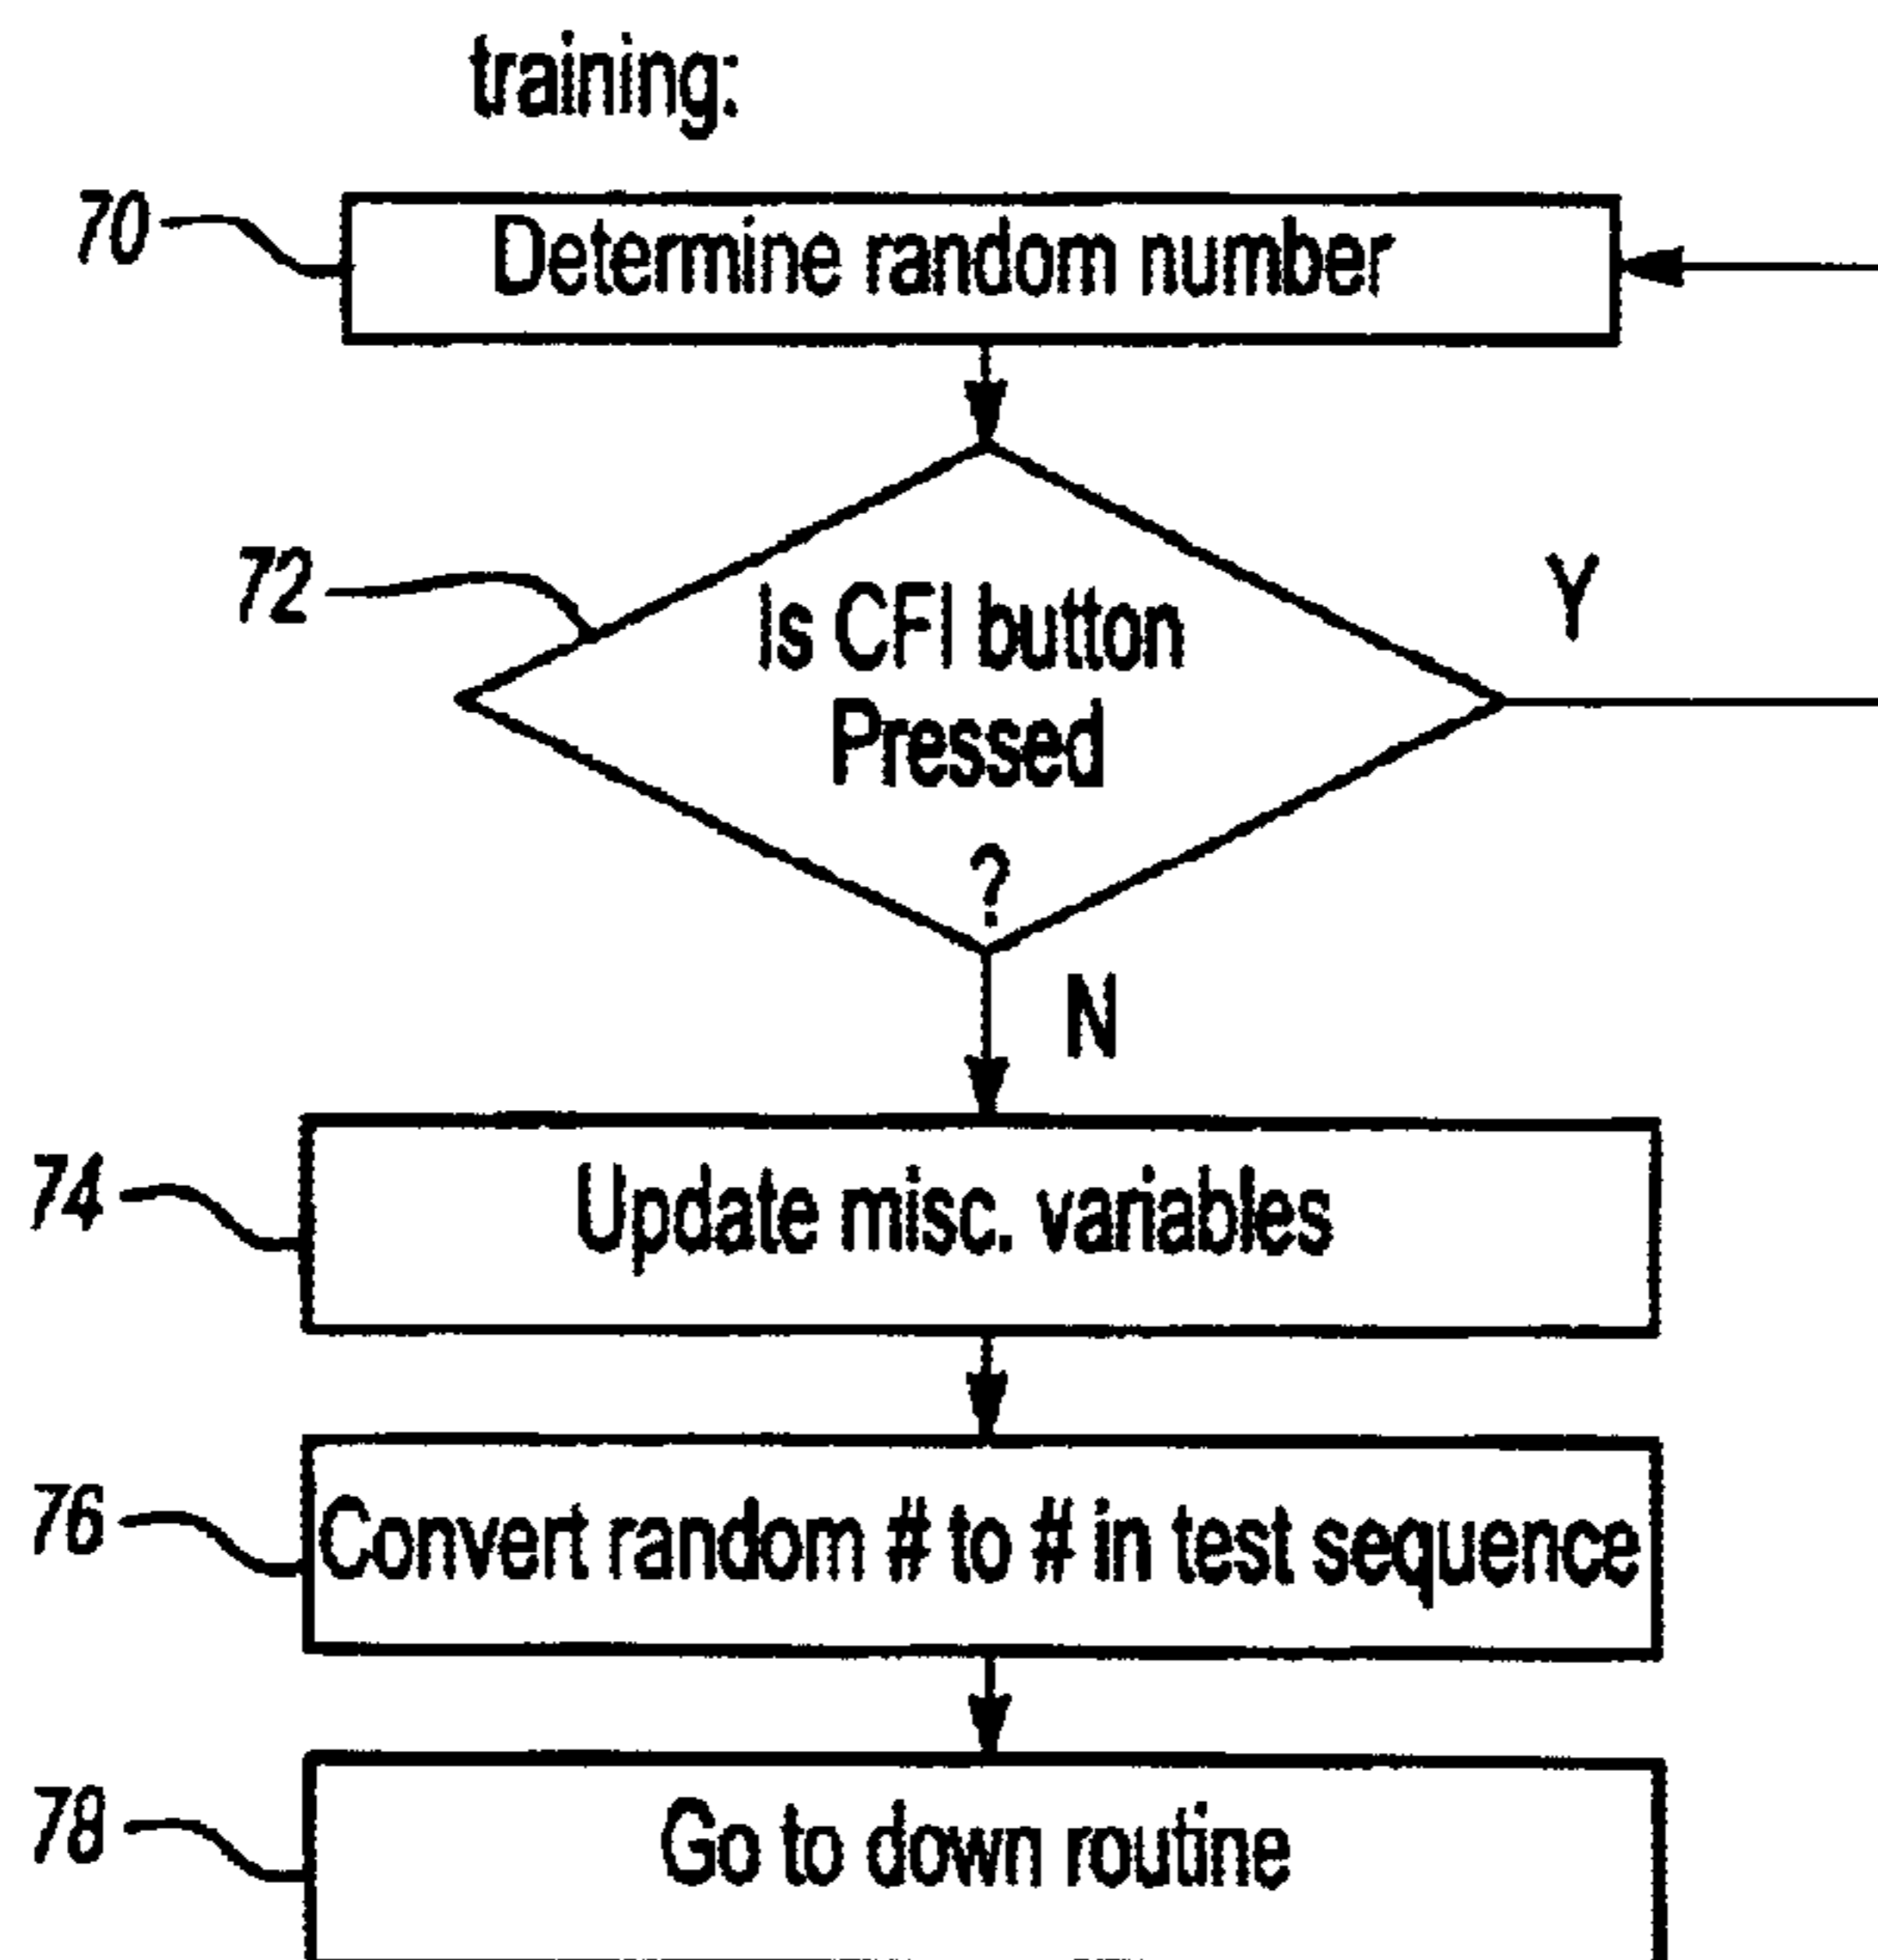 training:
70
Determine random number
72
Is CFI button
Pressed
?
Y
N
74
Update misc. variables
76
Convert random # to # in test sequence
78
Go to down routine